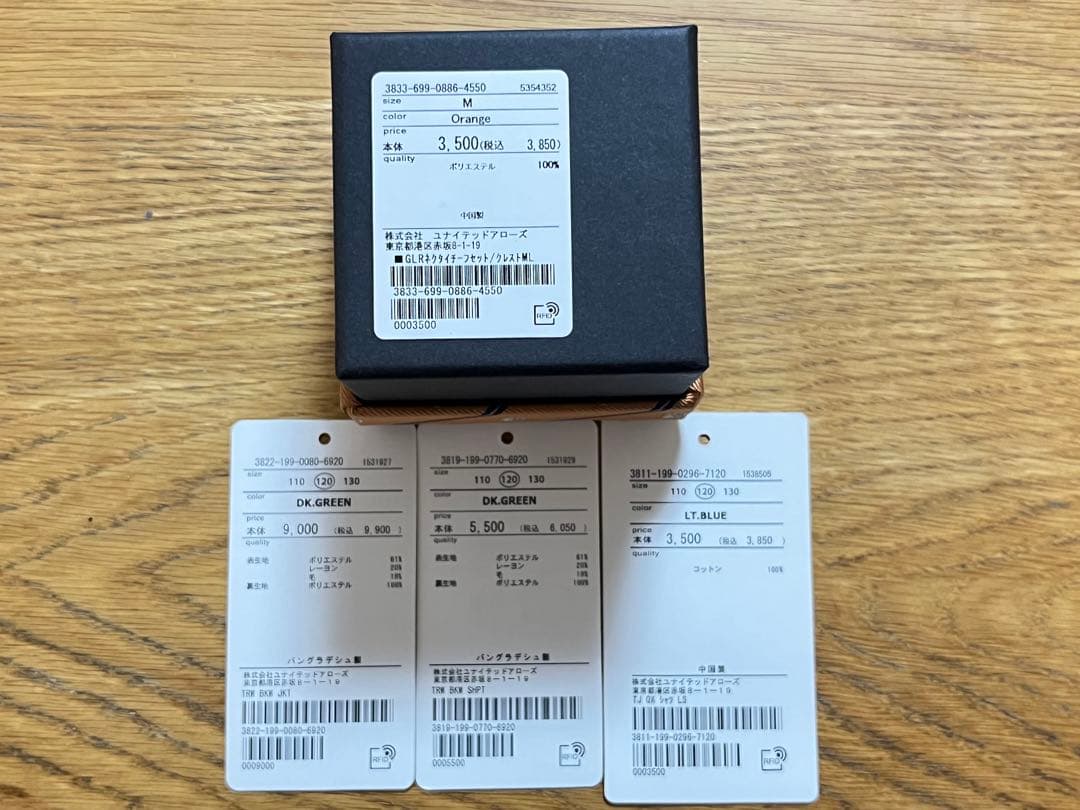 3833-699-0886-4550 5354352
size M
color Orange
price
本体 3,500(税込 3,850)
quality
ポリエステル 100%
中国製
株式会社 ユナイテッドアローズ
東京都港区赤坂8-1-19
■GLRネクタイチーフセット/クレストML
3833-699-0886-4550
0003500
RFID
3822-199-0080-6920 1531927
size
110 120 130
color
DK.GREEN
price
本体 9,000 (税込 9,900 )
quality
表生地 ポリエステル 61%
レーヨン 20%
毛 19%
裏生地 ポリエステル 100%
バングラデシュ製
株式会社ユナイテッドアローズ
東京都港区赤坂8-1-19
TRW BKW JKT
3822-199-0080-6920
0009000
RFID
3819-199-0770-6920 1531929
size
110 120 130
color
DK.GREEN
price
本体 5,500 (税込 6,050 )
quality
表生地 ポリエステル 61%
レーヨン 20%
毛 19%
裏生地 ポリエステル 100%
バングラデシュ製
株式会社ユナイテッドアローズ
東京都港区赤坂8-1-19
TRW BKW SHPT
3819-199-0770-6920
0005500
RFID
3811-199-0296-7120 1538505
size
110 120 130
color
LT.BLUE
price
本体 3,500 (税込 3,850 )
quality
コットン 100%
中国製
株式会社ユナイテッドアローズ
東京都港区赤坂8-1-19
TJ OX シャツ LS
3811-199-0296-7120
0003500
RFID